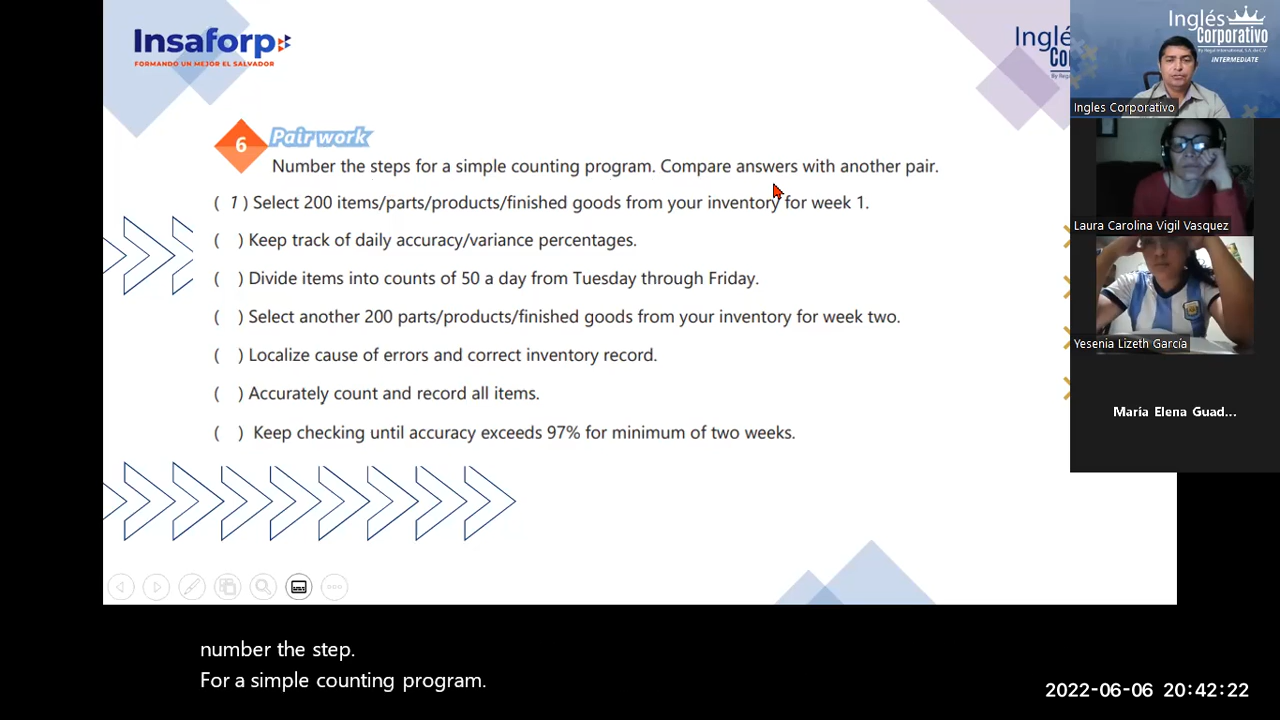 Insaforp
FORMANDO UN MEJOR EL SALVADOR
Inglés
Corporativo
By Regal International, S.A. de C.V
INTERMEDIATE
Ingles Corporativo
6
Pair work
Number the steps for a simple counting program. Compare answers with another pair.
( 1 ) Select 200 items/parts/products/finished goods from your inventory for week 1.
( ) Keep track of daily accuracy/variance percentages.
( ) Divide items into counts of 50 a day from Tuesday through Friday.
( ) Select another 200 parts/products/finished goods from your inventory for week two.
( ) Localize cause of errors and correct inventory record.
( ) Accurately count and record all items.
( ) Keep checking until accuracy exceeds 97% for minimum of two weeks.
Laura Carolina Vigil Vasquez
Yesenia Lizeth García
María Elena Guad...
number the step.
For a simple counting program.
2022-06-06 20:42:22